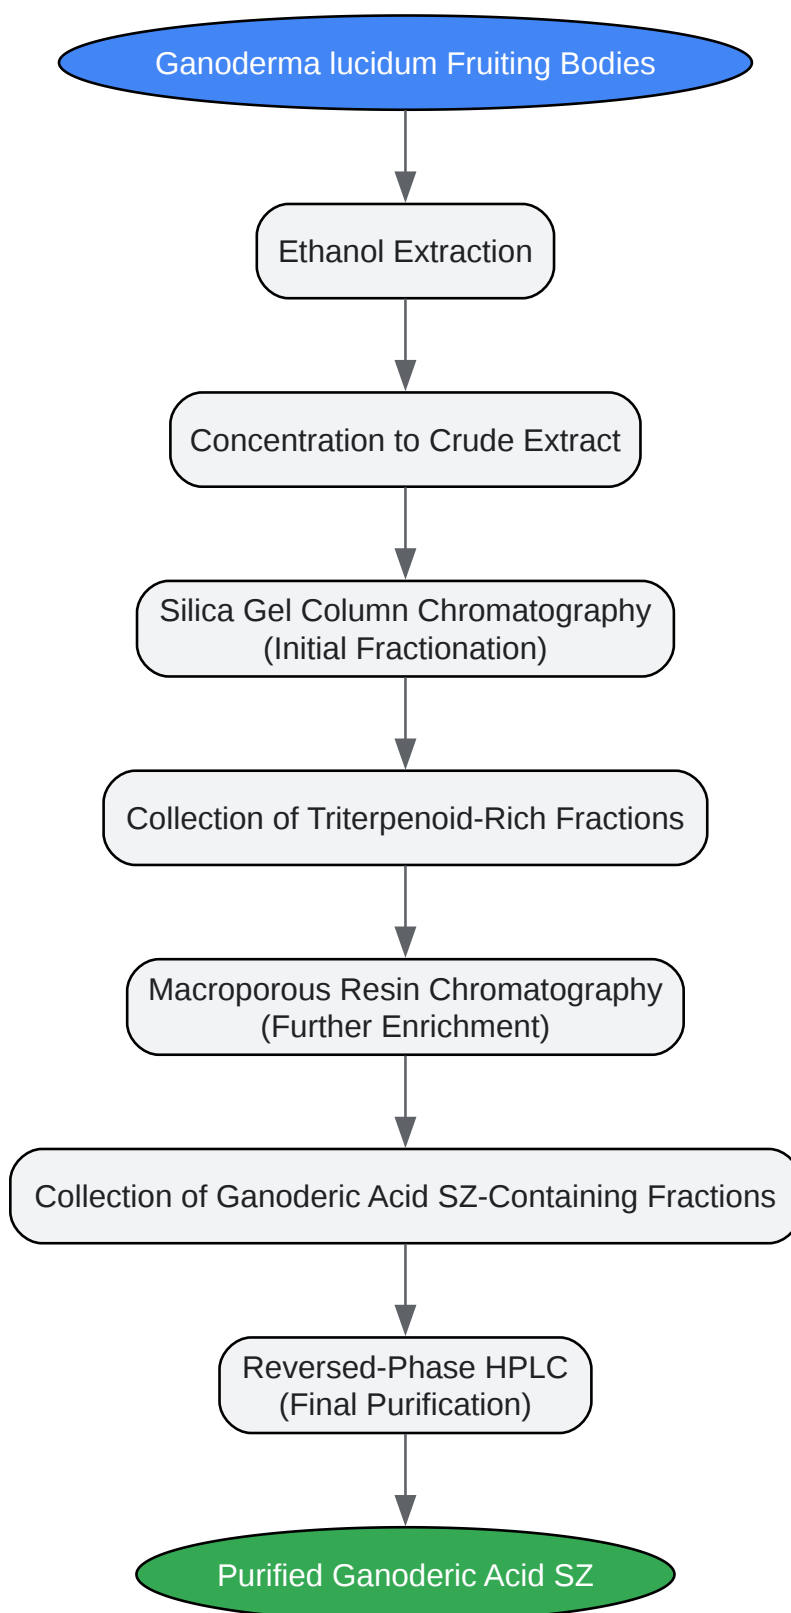 Ganoderma lucidum Fruiting Bodies
Ethanol Extraction
Concentration to Crude Extract
Silica Gel Column Chromatography
(Initial Fractionation)
Collection of Triterpenoid-Rich Fractions
Macroporous Resin Chromatography
(Further Enrichment)
Collection of Ganoderic Acid SZ-Containing Fractions
Reversed-Phase HPLC
(Final Purification)
Purified Ganoderic Acid SZ